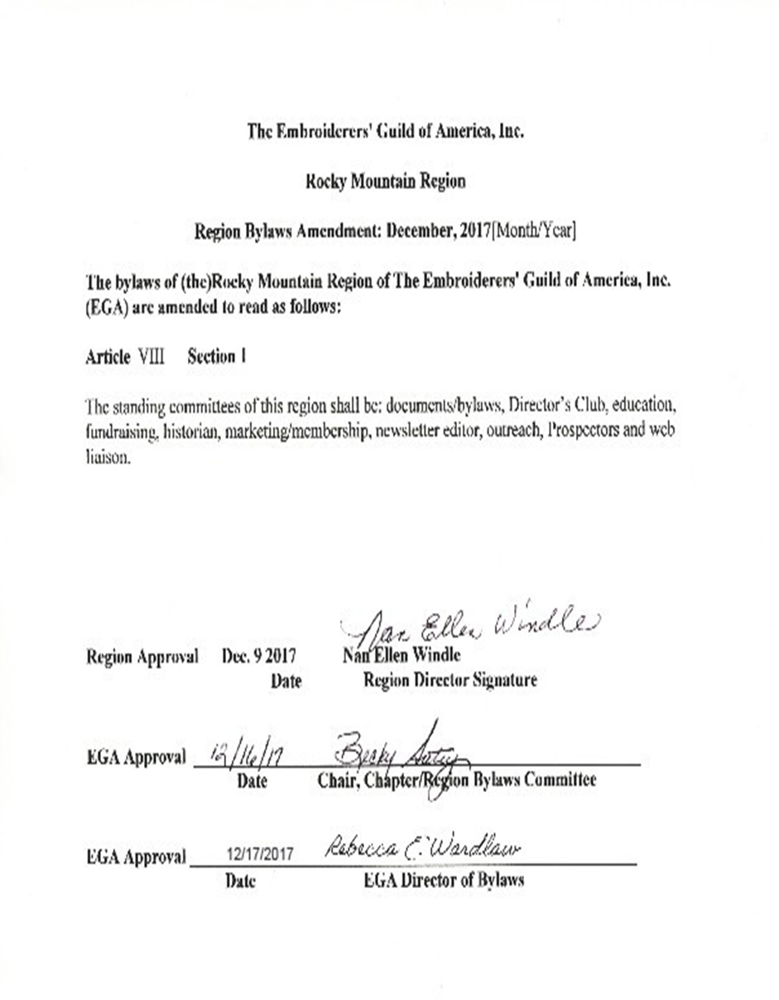 The Embroiderers' Guild of America, Inc.
Rocky Mountain Region
Region Bylaws Amendment: December, 2017[Month/Year]
The bylaws of (the)Rocky Mountain Region of The Embroiderers' Guild of America, Inc.
(EGA) are amended to read as follows:
Article VIII Section 1
The standing committees of this region shall be: documents/bylaws, Director's Club, education,
fundraising, historian, marketing/membership, newsletter editor, outreach, Prospectors and web
liaison.
Nan Ellen Windle
Region Approval Dec. 9 2017 Nan Ellen Windle
Date Region Director Signature
EGA Approval 12/16/17 Becky
Date Chair, Chapter/Region Bylaws Committee
EGA Approval 12/17/2017 Rebecca E. Wardlaw
Date EGA Director of Bylaws